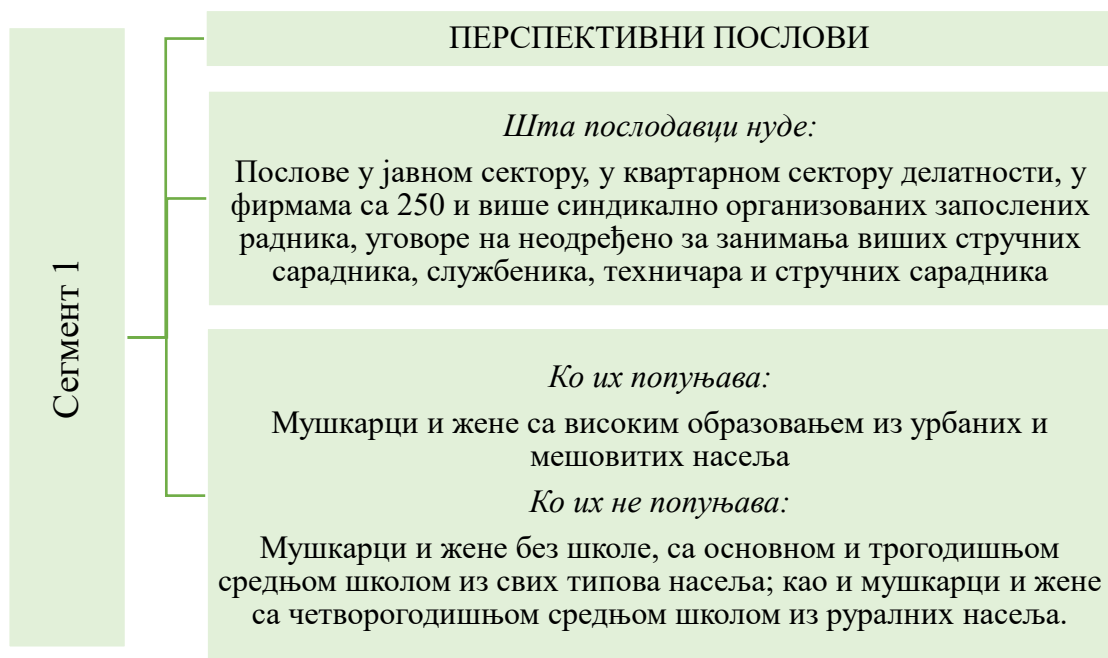 Сегмент 1
ПЕРСПЕКТИВНИ ПОСЛОВИ
Шта послодавци нуде:
Послове у јавном сектору, у квартарном сектору делатности, у
фирмама са 250 и више синдикално организованих запослених
радника, уговоре на неодређено за занимања виших стручних
сарадника, службеника, техничара и стручних сарадника
Ко их попуњава:
Мушкарци и жене са високим образовањем из урбаних и
мешовитих насеља
Ко их не попуњава:
Мушкарци и жене без школе, са основном и трогодишњом
средњом школом из свих типова насеља; као и мушкарци и жене
са четворогодишњом средњом школом из руралних насеља.